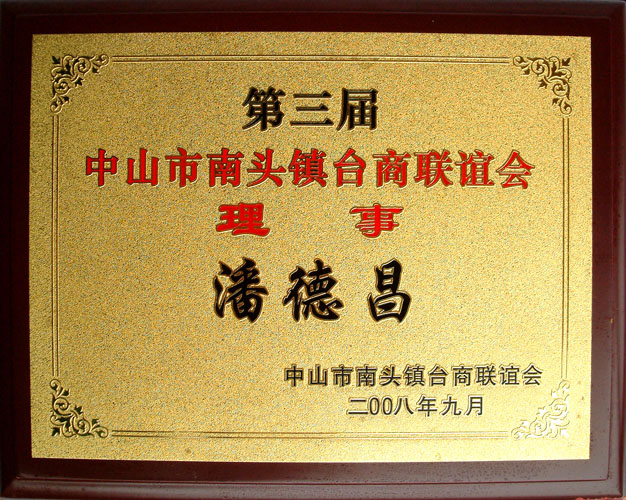 第三届
中山市南头镇台商联谊会
理事
潘德昌
中山市南头镇台商联谊会
二00八年九月